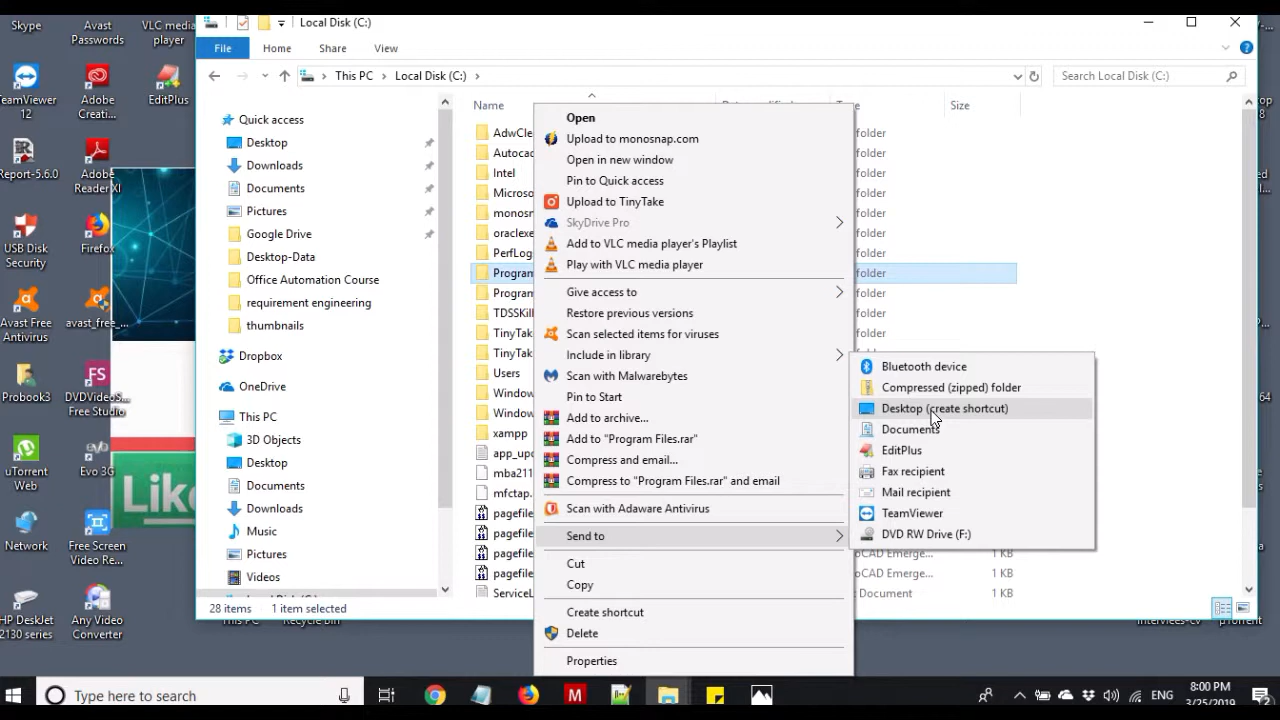 Skype
Avast
Passwords
VLC media
player
TeamViewer
12
Adobe
Creati...
EditPlus
Report-5.6.0
Adobe
Reader XI
USB Disk
Security
Firefox
Avast Free
Antivirus
avast_free_...
Probook3
DVDVideoS...
Free Studio
uTorrent
Web
Evo 3G
Network
Free Screen
Video Re...
HP DeskJet
2130 series
Any Video
Converter
Like
Local Disk (C:)
File
Home
Share
View
This PC
Local Disk (C:)
Search Local Disk (C:)
Quick access
Desktop
Downloads
Documents
Pictures
Google Drive
Desktop-Data
Office Automation Course
requirement engineering
thumbnails
Dropbox
OneDrive
This PC
3D Objects
Desktop
Documents
Downloads
Music
Pictures
Videos
Name
Size
AdwCle
Autocad
Intel
Microso
monosn
oraclexe
PerfLog
Program
Program
TDSSKill
TinyTak
TinyTak
Users
Window
Window
xampp
app_up
mba211
mfctap.
pagefile
pagefile
pagefile
pagefile
ServiceL
folder
folder
folder
folder
folder
folder
folder
folder
folder
folder
folder
oCAD Emerge... 1 KB
oCAD Emerge... 1 KB
Document 1 KB
Open
Upload to monosnap.com
Open in new window
Pin to Quick access
Upload to TinyTake
SkyDrive Pro
Add to VLC media player's Playlist
Play with VLC media player
Give access to
Restore previous versions
Scan selected items for viruses
Include in library
Scan with Malwarebytes
Pin to Start
Add to archive...
Add to "Program Files.rar"
Compress and email...
Compress to "Program Files.rar" and email
Scan with Adaware Antivirus
Send to
Cut
Copy
Create shortcut
Delete
Properties
Bluetooth device
Compressed (zipped) folder
Desktop (create shortcut)
Documents
EditPlus
Fax recipient
Mail recipient
TeamViewer
DVD RW Drive (F:)
28 items
1 item selected
Type here to search
ENG
8:00 PM
3/25/2019